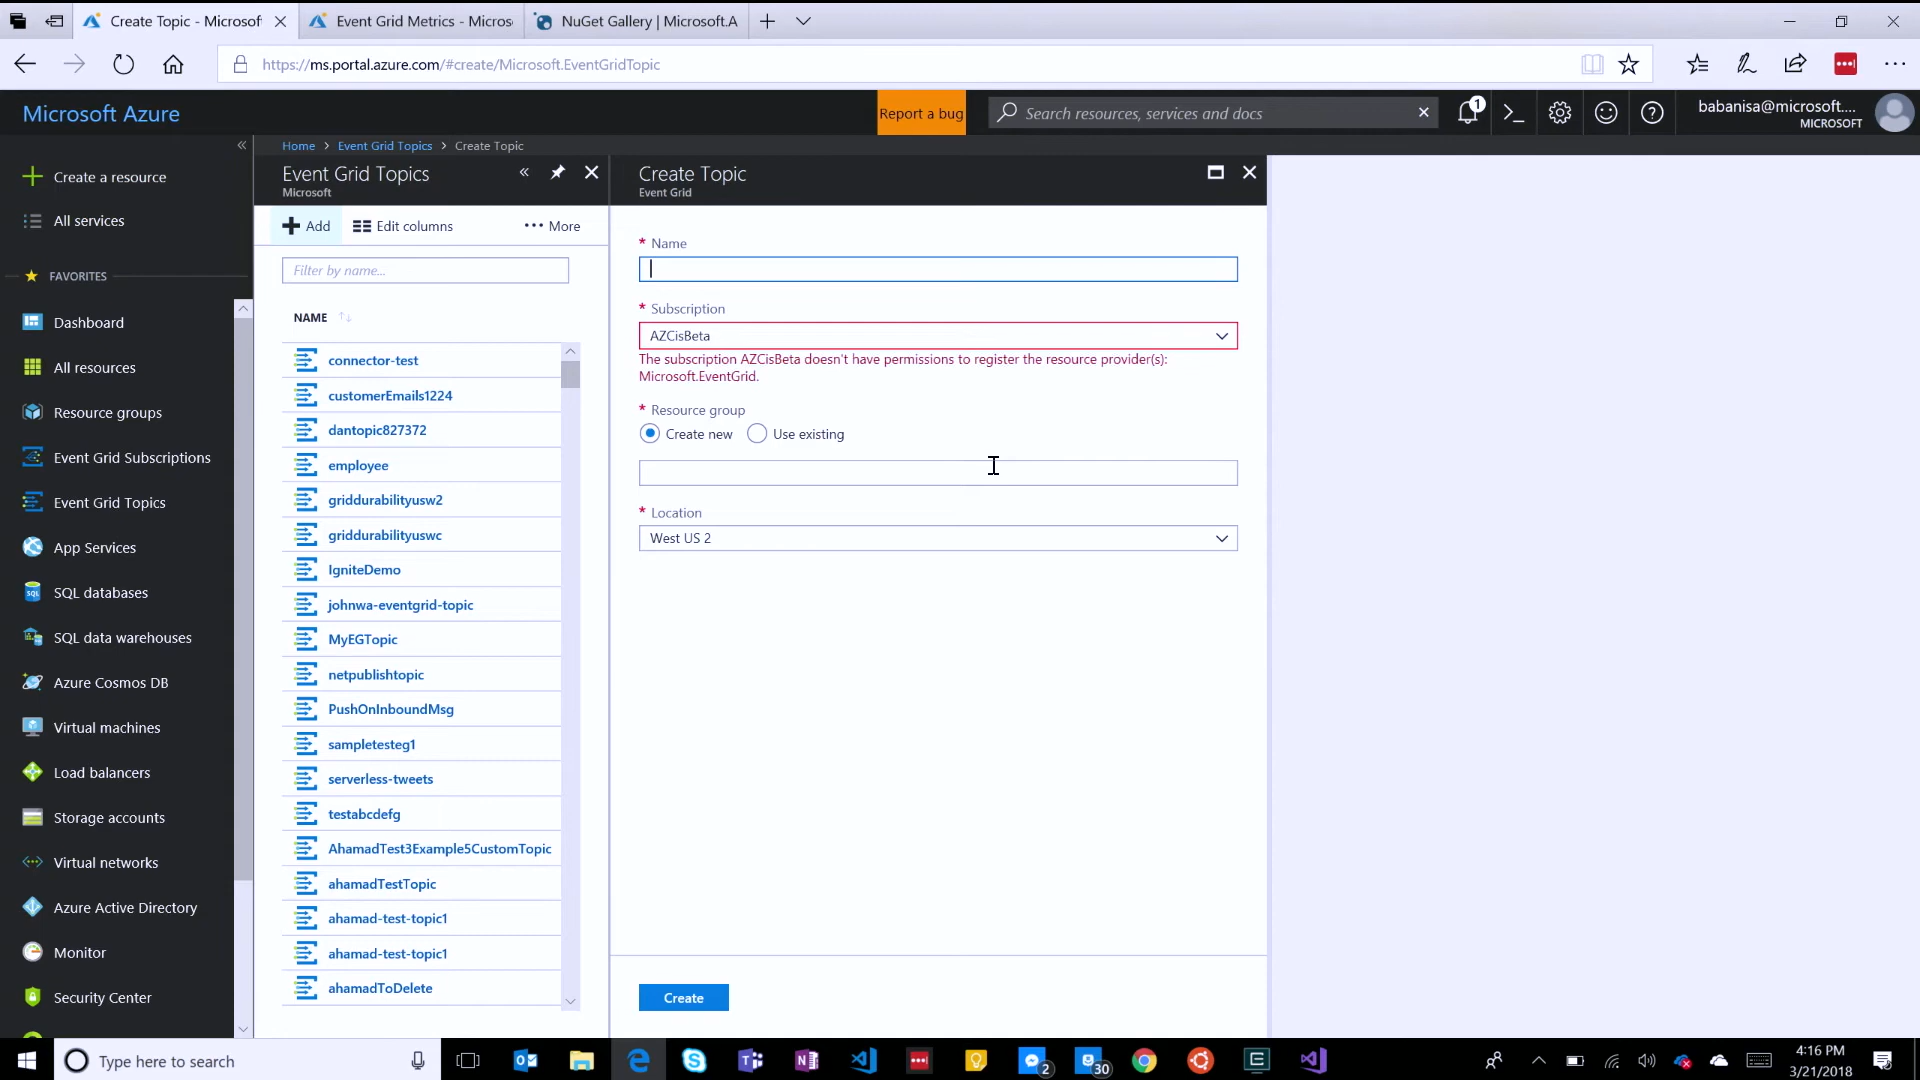 Create Topic - Microsof
Event Grid Metrics - Micros
NuGet Gallery | Microsoft.A
https://ms.portal.azure.com/#create/Microsoft.EventGridTopic
Microsoft Azure
Report a bug
Search resources, services and docs
1
babanisa@microsoft....
MICROSOFT
Create a resource
All services
FAVORITES
Dashboard
All resources
Resource groups
Event Grid Subscriptions
Event Grid Topics
App Services
SQL databases
SQL data warehouses
Azure Cosmos DB
Virtual machines
Load balancers
Storage accounts
Virtual networks
Azure Active Directory
Monitor
Security Center
Home > Event Grid Topics > Create Topic
Event Grid Topics
Microsoft
Add
Edit columns
More
Filter by name...
NAME
connector-test
customerEmails1224
dantopic827372
employee
griddurabilityusw2
griddurabilityuswc
IgniteDemo
johnwa-eventgrid-topic
MyEGTopic
netpublishtopic
PushOnInboundMsg
sampletesteg1
serverless-tweets
testabcdefg
AhamadTest3Example5CustomTopic
ahamadTestTopic
ahamad-test-topic1
ahamad-test-topic1
ahamadToDelete
Create Topic
Event Grid
* Name
* Subscription
AZCisBeta
The subscription AZCisBeta doesn't have permissions to register the resource provider(s):
Microsoft.EventGrid.
* Resource group
Create new
Use existing
* Location
West US 2
Create
Type here to search
2
30
4:16 PM
3/21/2018